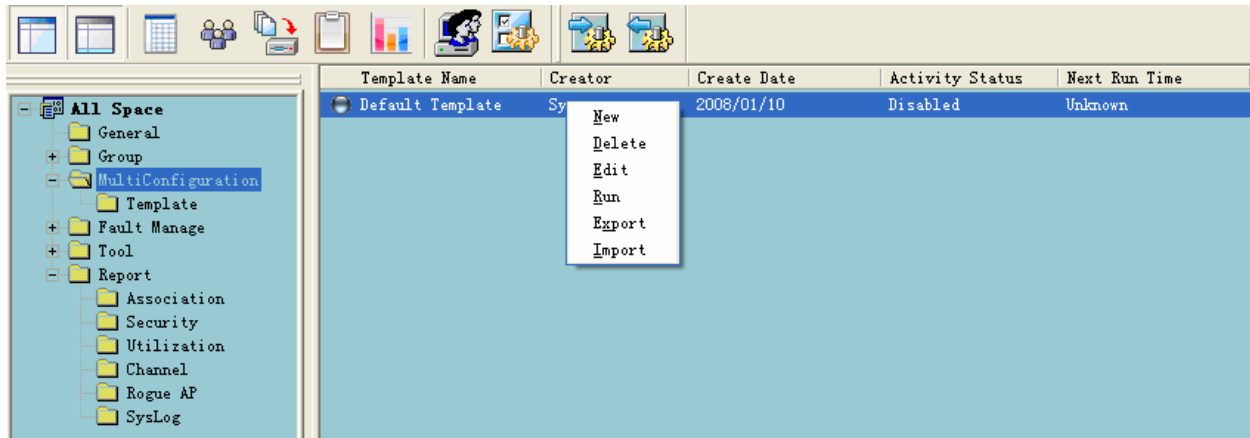 Template Name Creator Create Date Activity Status Next Run Time
Default Template Sy 2008/01/10 Disabled Unknown
New
Delete
Edit
Run
Export
Import
All Space
General
Group
MultiConfiguration
Template
Fault Manage
Tool
Report
Association
Security
Utilization
Channel
Rogue AP
SysLog